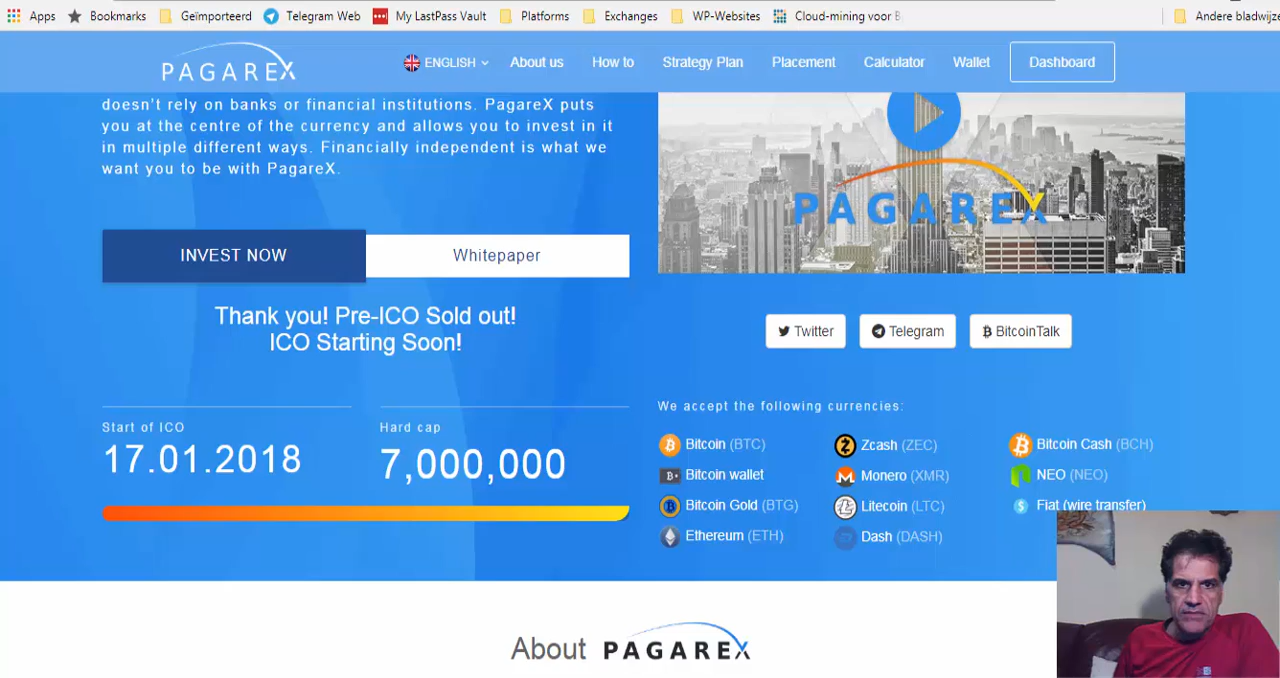 Apps Bookmarks Geïmporteerd Telegram Web My LastPass Vault Platforms Exchanges WP-Websites Cloud-mining voor B Andere bladwijze
PAGAREX ENGLISH About us How to Strategy Plan Placement Calculator Wallet Dashboard
doesn't rely on banks or financial institutions. PagareX puts
you at the centre of the currency and allows you to invest in it
in multiple different ways. Financially independent is what we
want you to be with PagareX.
PAGAREX
INVEST NOW Whitepaper
Thank you! Pre-ICO Sold out!
ICO Starting Soon!
Twitter Telegram BitcoinTalk
Start of ICO Hard cap
17.01.2018 7,000,000
We accept the following currencies:
Bitcoin (BTC) Zcash (ZEC) Bitcoin Cash (BCH)
Bitcoin wallet Monero (XMR) NEO (NEO)
Bitcoin Gold (BTG) Litecoin (LTC) Fiat (wire transfer)
Ethereum (ETH) Dash (DASH)
About PAGAREX